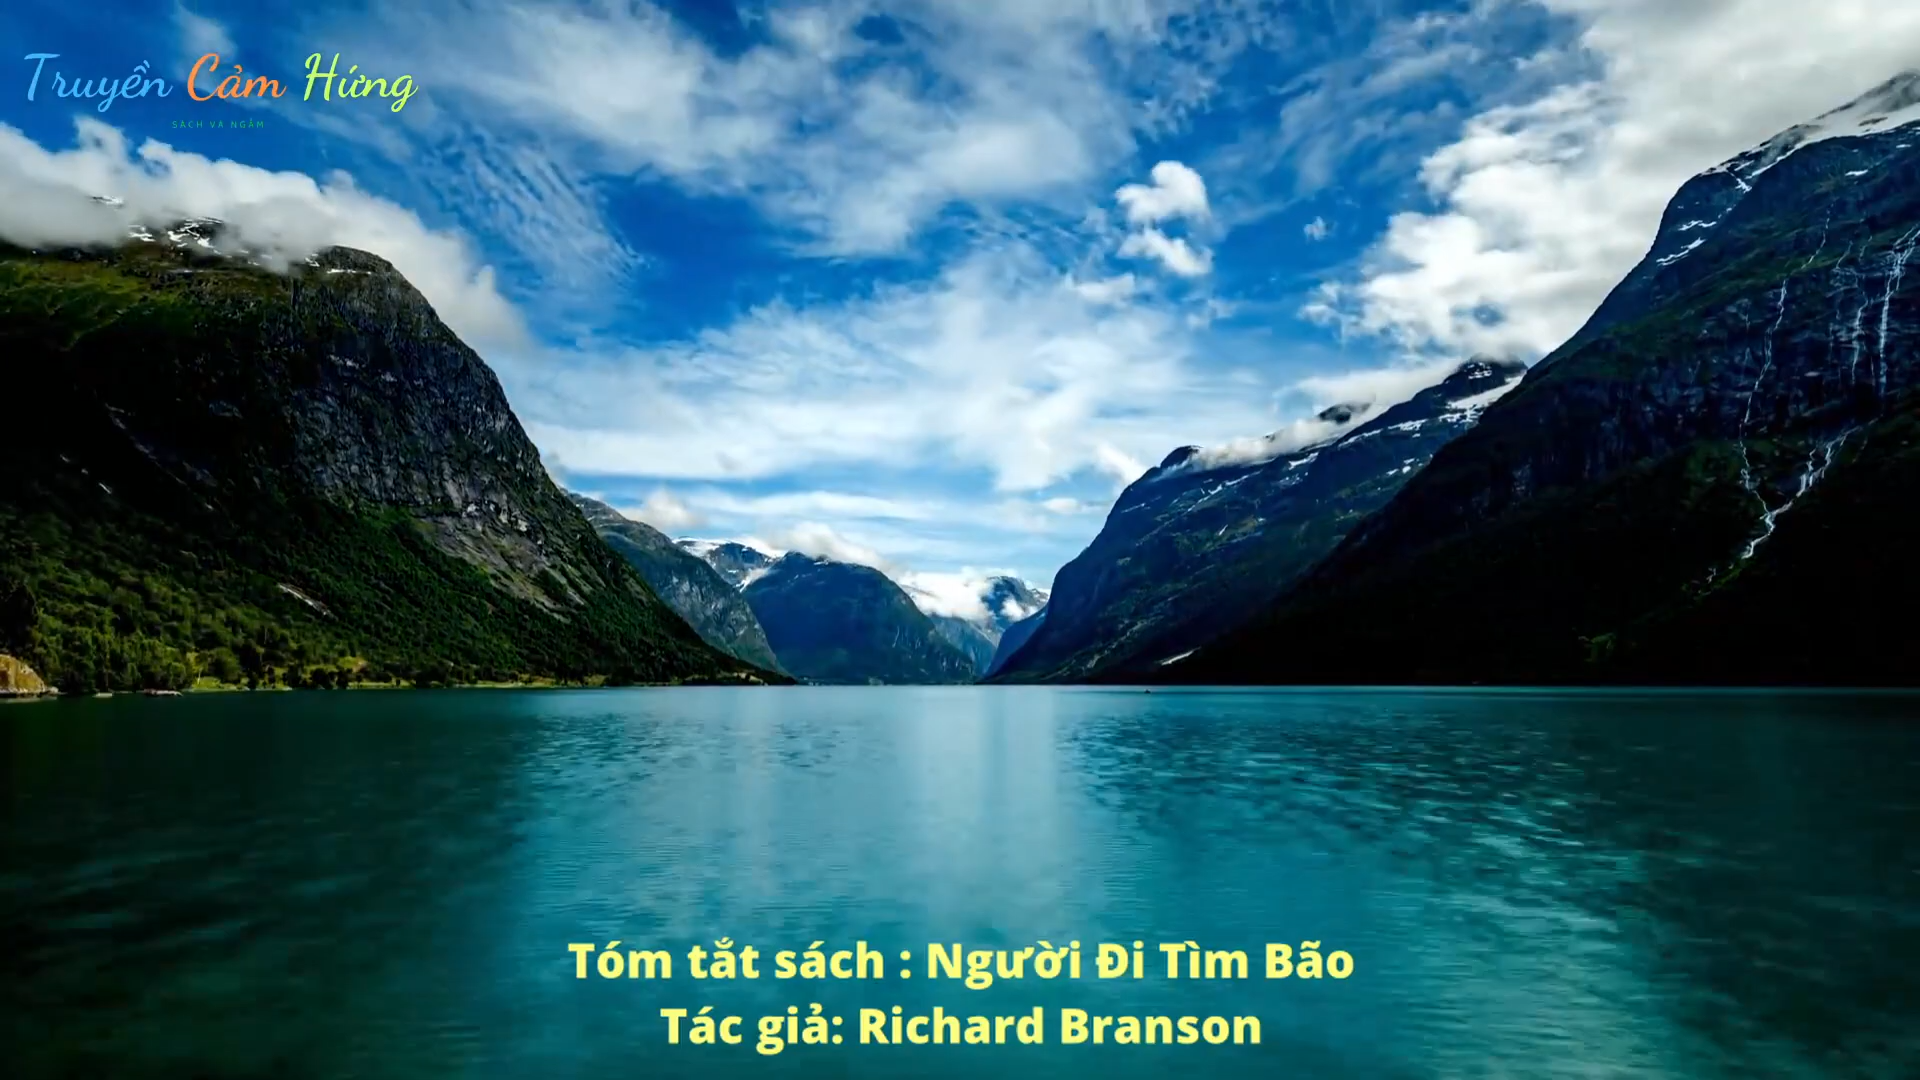 Truyền Cảm Hứng
SÁCH VÀ NGẪM
Tóm tắt sách : Người Đi Tìm Bão
Tác giả: Richard Branson